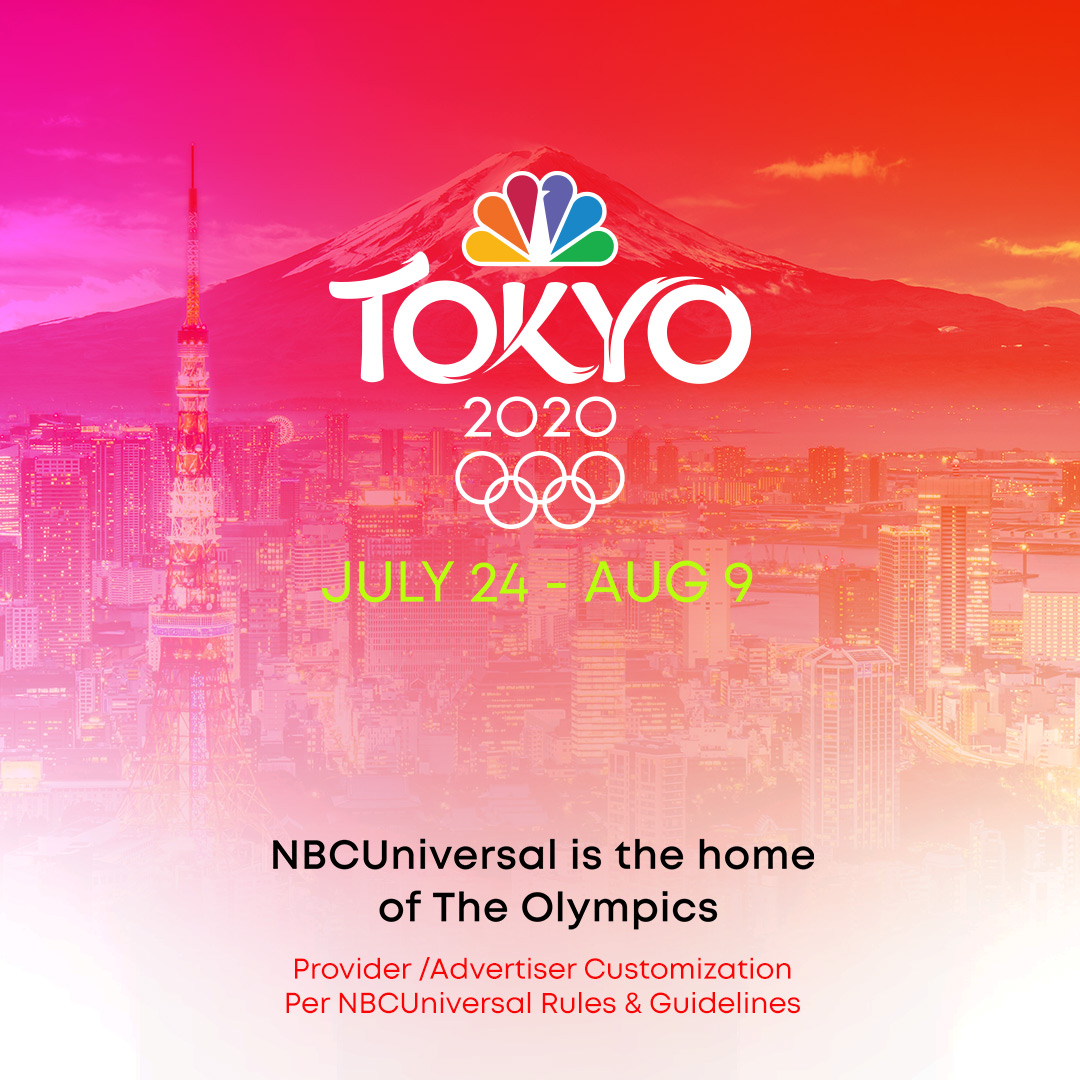 TOKYO
2020
JULY 24 - AUG 9
NBCUniversal is the home
of The Olympics
Provider /Advertiser Customization
Per NBCUniversal Rules & Guidelines